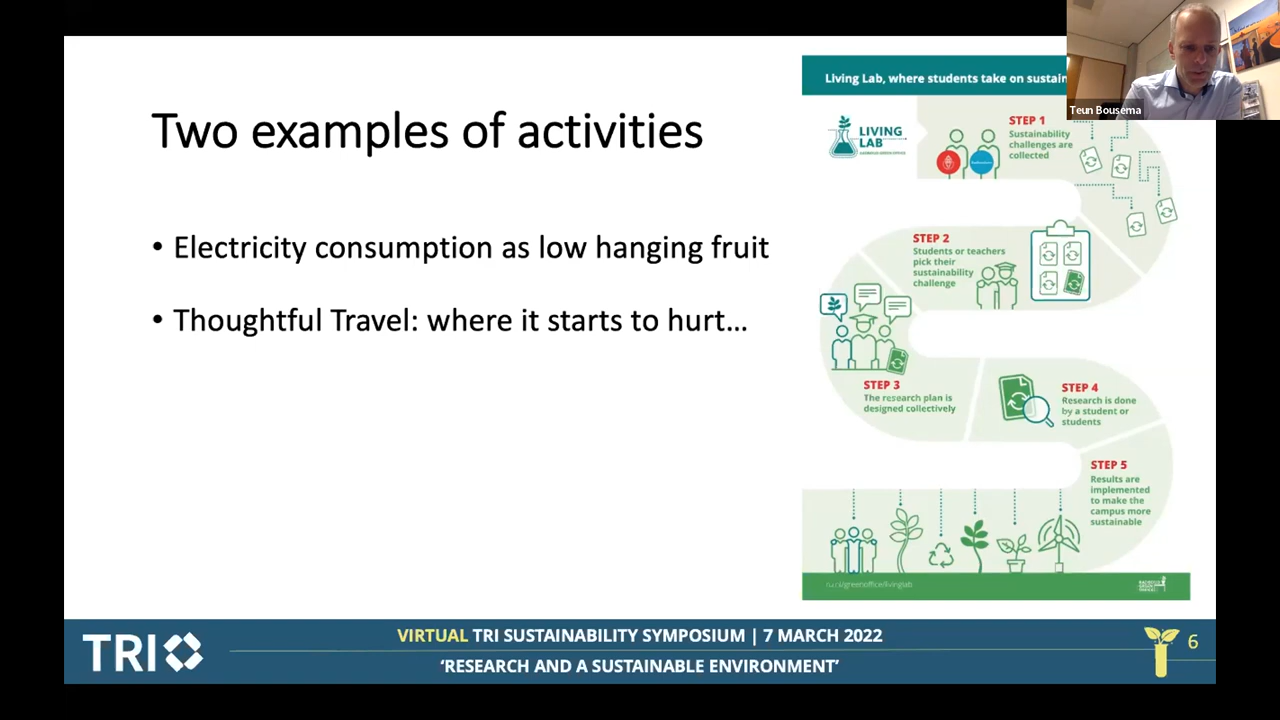 Two examples of activities
• Electricity consumption as low hanging fruit
• Thoughtful Travel: where it starts to hurt...
Living Lab, where students take on sustain
LIVING
LAB
STEP 1
Sustainability
challenges are
collected
STEP 2
Students or teachers
pick their
sustainability
challenge
STEP 3
The research plan is
designed collectively
STEP 4
Research is done
by a student or
students
STEP 5
Results are
implemented
to make the
campus more
sustainable
ru.nl/greenoffice/livinglab
Teun Bousema
TRI
VIRTUAL TRI SUSTAINABILITY SYMPOSIUM | 7 MARCH 2022
‘RESEARCH AND A SUSTAINABLE ENVIRONMENT’
6